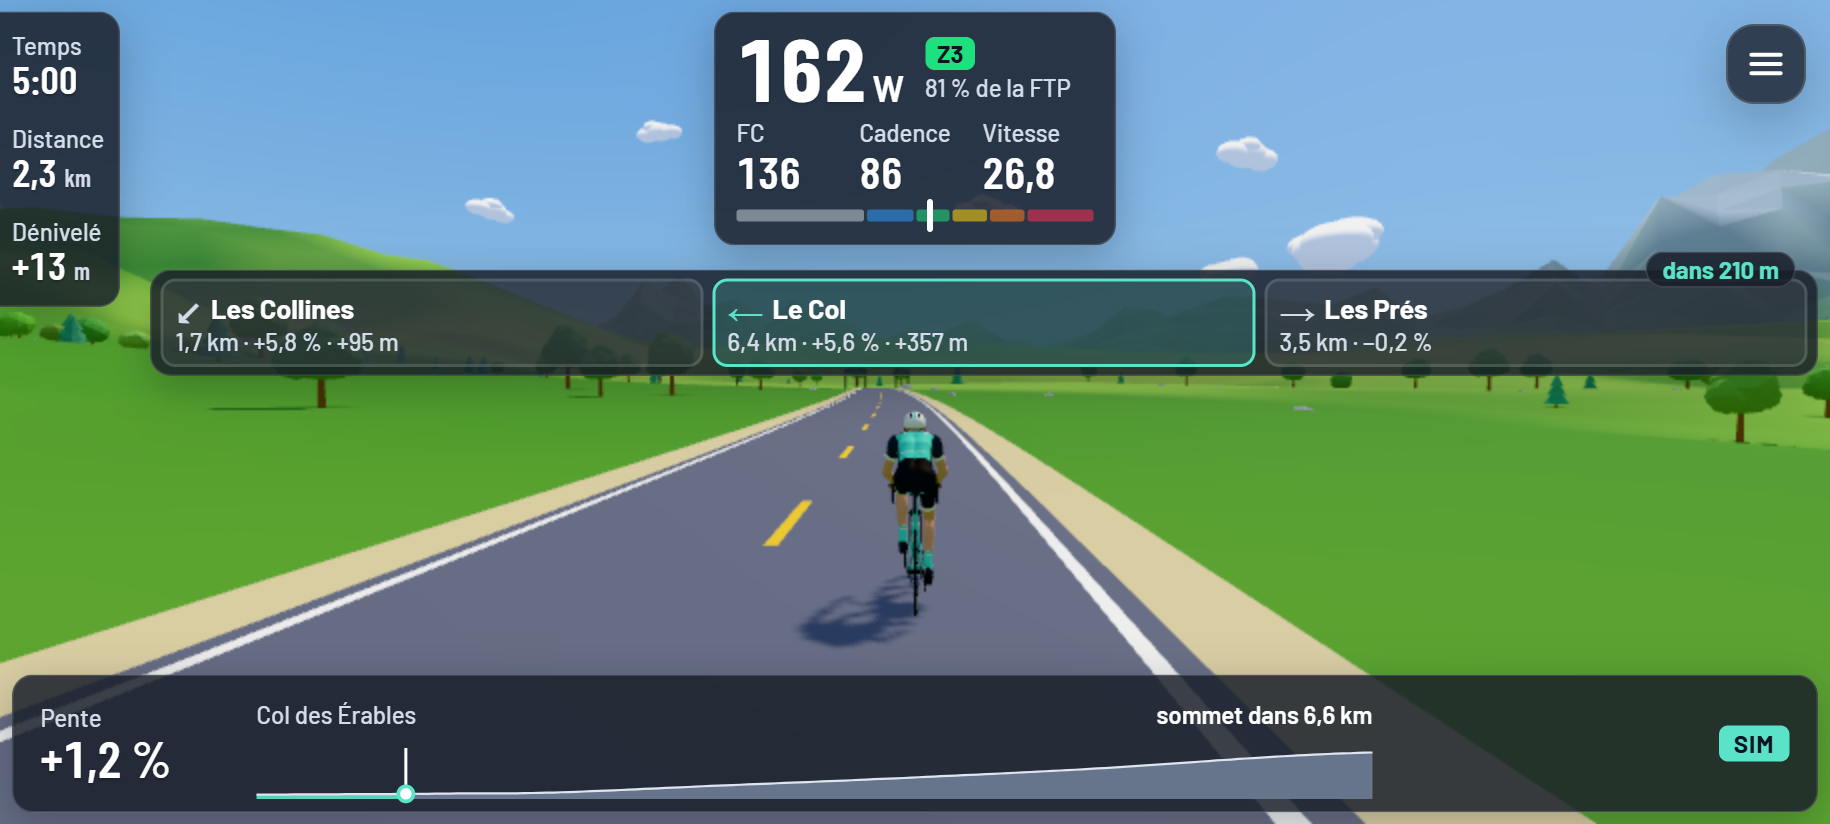 Temps
5:00
Distance
2,3 km
Dénivelé
+13 m
162 W
Z3
81 % de la FTP
FC
136
Cadence
86
Vitesse
26,8
dans 210 m
↙ Les Collines
1,7 km · +5,8 % · +95 m
← Le Col
6,4 km · +5,6 % · +357 m
→ Les Prés
3,5 km · −0,2 %
Pente
+1,2 %
Col des Érables
sommet dans 6,6 km
SIM